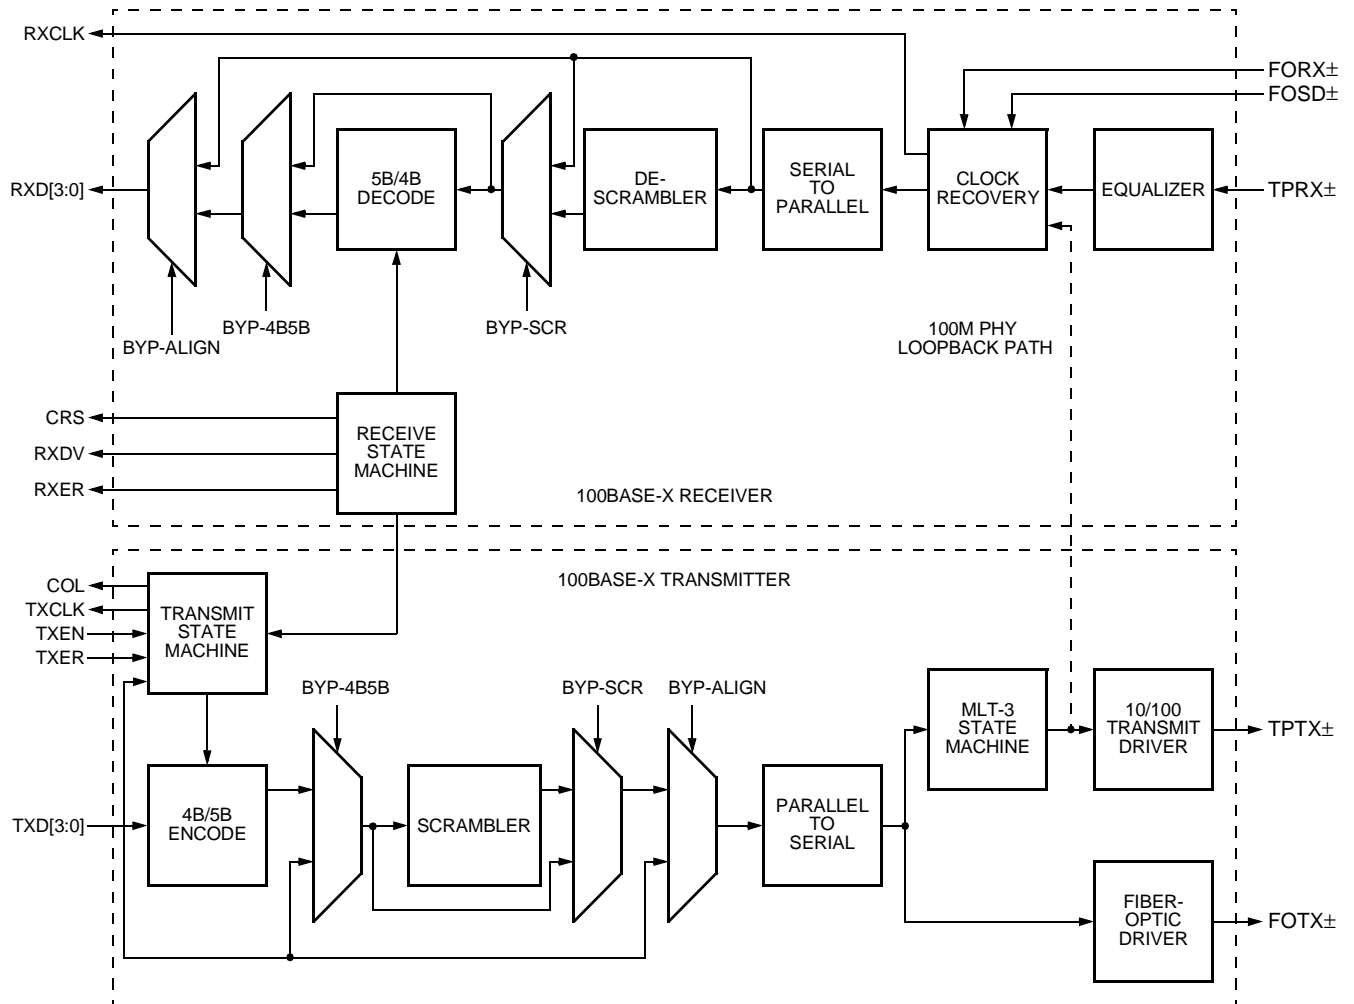 RXCLK
FORX±
FOSD±
RXD[3:0]
5B/4B
DECODE
DE-
SCRAMBLER
SERIAL
TO
PARALLEL
CLOCK
RECOVERY
EQUALIZER
TPRX±
BYP-ALIGN
BYP-4B5B
BYP-SCR
100M PHY
LOOPBACK PATH
CRS
RXDV
RXER
RECEIVE
STATE
MACHINE
100BASE-X RECEIVER
100BASE-X TRANSMITTER
COL
TXCLK
TXEN
TXER
TRANSMIT
STATE
MACHINE
BYP-4B5B
BYP-SCR
BYP-ALIGN
MLT-3
STATE
MACHINE
10/100
TRANSMIT
DRIVER
TPTX±
TXD[3:0]
4B/5B
ENCODE
SCRAMBLER
PARALLEL
TO
SERIAL
FIBER-
OPTIC
DRIVER
FOTX±